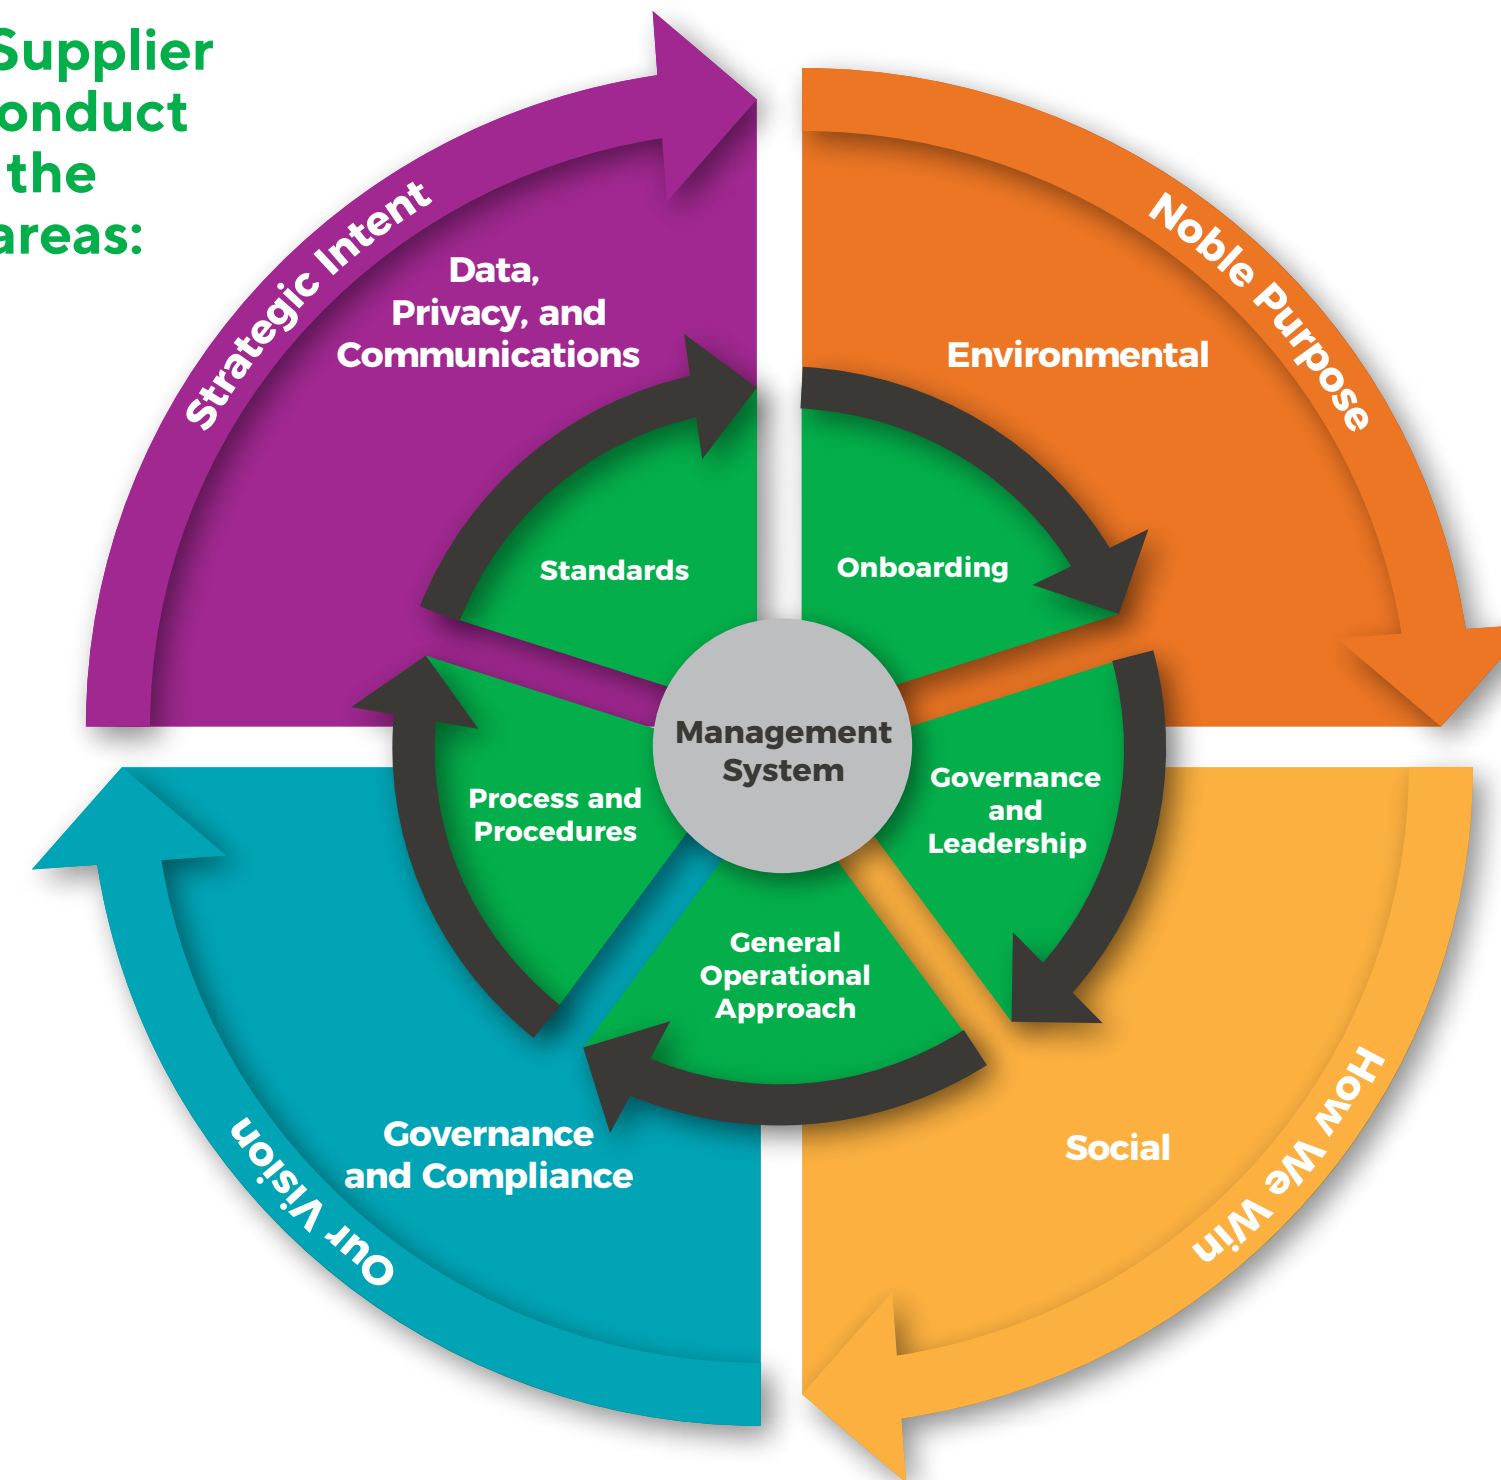 Supplier
onduct
the
areas:
Strategic Intent
Data,
Privacy, and
Communications
Noble Purpose
Environmental
Standards
Onboarding
Management
System
Process and
Procedures
Governance
and
Leadership
General
Operational
Approach
Governance
and Compliance
Our Vision
Social
How We Win